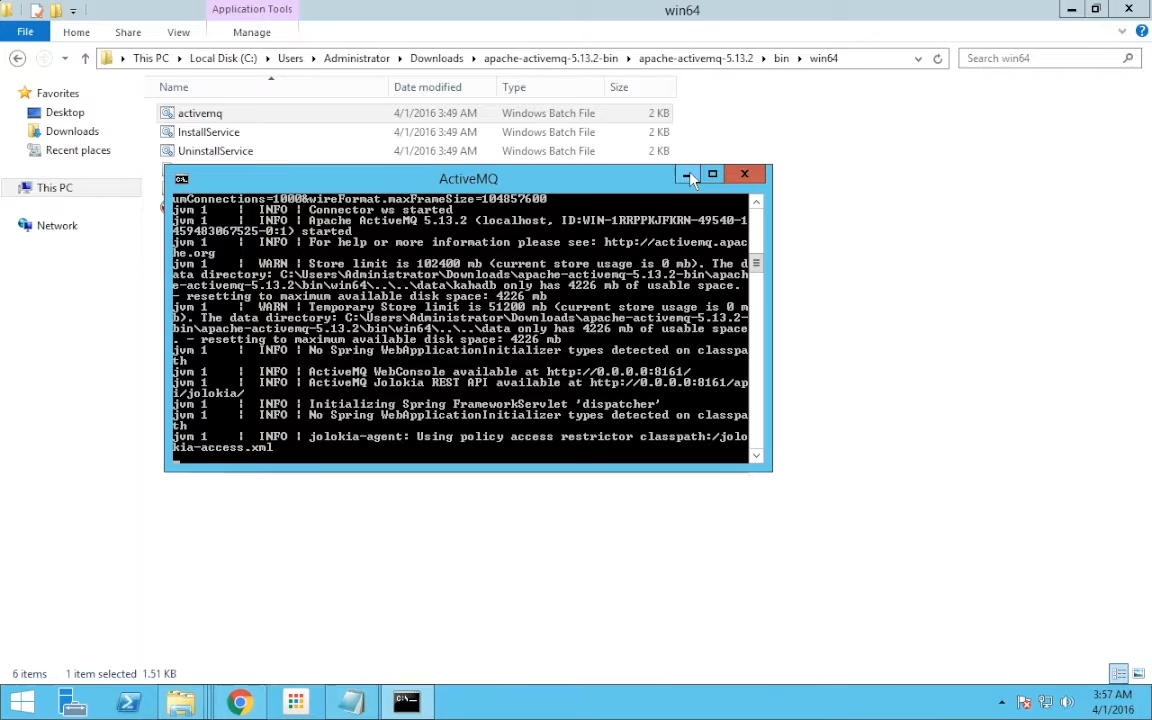 Application Tools
win64
File
Home
Share
View
Manage
This PC
Local Disk (C:)
Users
Administrator
Downloads
apache-activemq-5.13.2-bin
apache-activemq-5.13.2
bin
win64
Search win64
Favorites
Desktop
Downloads
Recent places
This PC
Network
Name
Date modified
Type
Size
activemq
4/1/2016 3:49 AM
Windows Batch File
2 KB
InstallService
4/1/2016 3:49 AM
Windows Batch File
2 KB
UninstallService
4/1/2016 3:49 AM
Windows Batch File
2 KB
ActiveMQ
umConnections=1000&wireFormat.maxFrameSize=104857600
jvm 1    |  INFO | Connector ws started
jvm 1    |  INFO | Apache ActiveMQ 5.13.2 (localhost, ID:WIN-1RRPPKJFKRN-49540-1
459483067525-0:1) started
jvm 1    |  INFO | For help or more information please see: http://activemq.apac
he.org
jvm 1    |  WARN | Store limit is 102400 mb (current store usage is 0 mb). The d
ata directory: C:\Users\Administrator\Downloads\apache-activemq-5.13.2-bin\apach
e-activemq-5.13.2\bin\win64\..\..\data\kahadb only has 4226 mb of usable space.
- resetting to maximum available disk space: 4226 mb
jvm 1    |  WARN | Temporary Store limit is 51200 mb (current store usage is 0 m
b). The data directory: C:\Users\Administrator\Downloads\apache-activemq-5.13.2-
bin\apache-activemq-5.13.2\bin\win64\..\..\data only has 4226 mb of usable space
. - resetting to maximum available disk space: 4226 mb
jvm 1    |  INFO | No Spring WebApplicationInitializer types detected on classpa
th
jvm 1    |  INFO | ActiveMQ WebConsole available at http://0.0.0.0:8161/
jvm 1    |  INFO | ActiveMQ Jolokia REST API available at http://0.0.0.0:8161/ap
i/jolokia/
jvm 1    |  INFO | Initializing Spring FrameworkServlet 'dispatcher'
jvm 1    |  INFO | No Spring WebApplicationInitializer types detected on classpa
th
jvm 1    |  INFO | jolokia-agent: Using policy access restrictor classpath:/jolo
kia-access.xml
6 items
1 item selected 1.51 KB
3:57 AM
4/1/2016